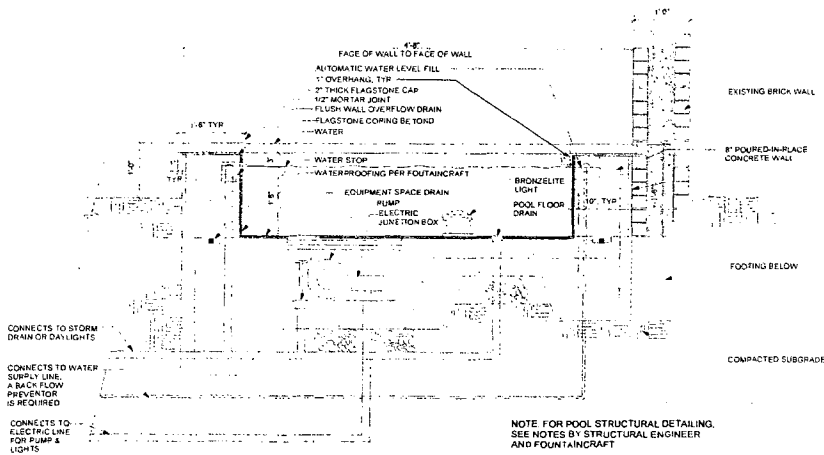 1'-0"
4'-8"
FACE OF WALL TO FACE OF WALL
AUTOMATIC WATER LEVEL FILL
1" OVERHANG, TYP
2" THICK FLAGSTONE CAP
1/2" MORTAR JOINT
FLUSH WALL OVERFLOW DRAIN
FLAGSTONE COPING BEYOND
WATER
1'-6" TYP
WATER STOP
WATERPROOFING PER FOUTAINCRAFT
TYP
EQUIPMENT SPACE DRAIN
PUMP
ELECTRIC
JUNCTION BOX
BRONZELITE
LIGHT
POOL FLOOR
DRAIN
10" TYP
EXISTING BRICK WALL
8" POURED-IN-PLACE
CONCRETE WALL
FOOTING BELOW
COMPACTED SUBGRADE
CONNECTS TO STORM
DRAIN OR DAYLIGHTS
CONNECTS TO WATER
SUPPLY LINE,
A BACK FLOW
PREVENTOR
IS REQUIRED
CONNECTS TO
ELECTRIC LINE
FOR PUMP &
LIGHTS
NOTE: FOR POOL STRUCTURAL DETAILING,
SEE NOTES BY STRUCTURAL ENGINEER
AND FOUNTAINCRAFT